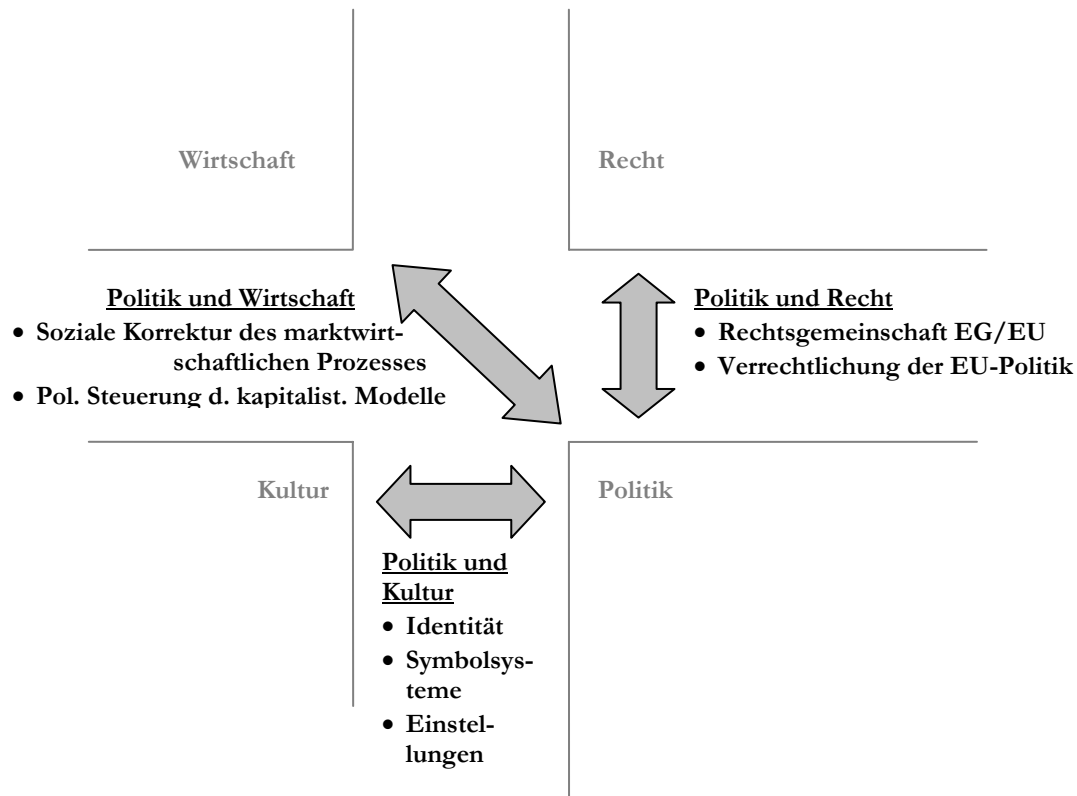 Wirtschaft
Recht
Politik und Wirtschaft
• Soziale Korrektur des marktwirt-
schaftlichen Prozesses
• Pol. Steuerung d. kapitalist. Modelle
Politik und Recht
• Rechtsgemeinschaft EG/EU
• Verrechtlichung der EU-Politik
Kultur
Politik
Politik und
Kultur
• Identität
• Symbolsys-
teme
• Einstel-
lungen